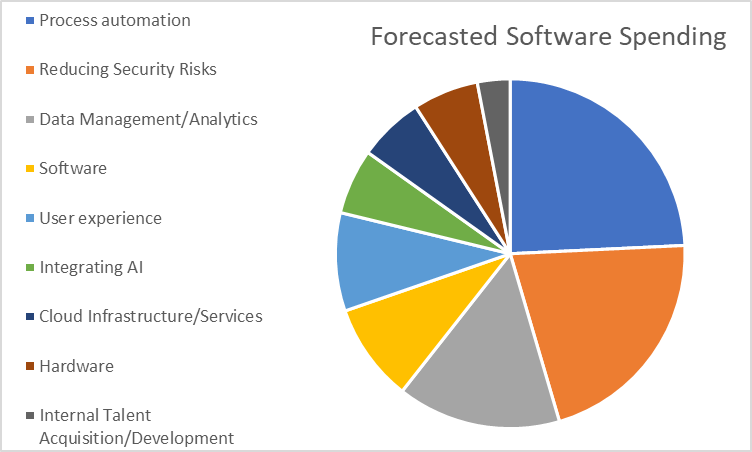 Forecasted Software Spending
Process automation
Reducing Security Risks
Data Management/Analytics
Software
User experience
Integrating AI
Cloud Infrastructure/Services
Hardware
Internal Talent
Acquisition/Development